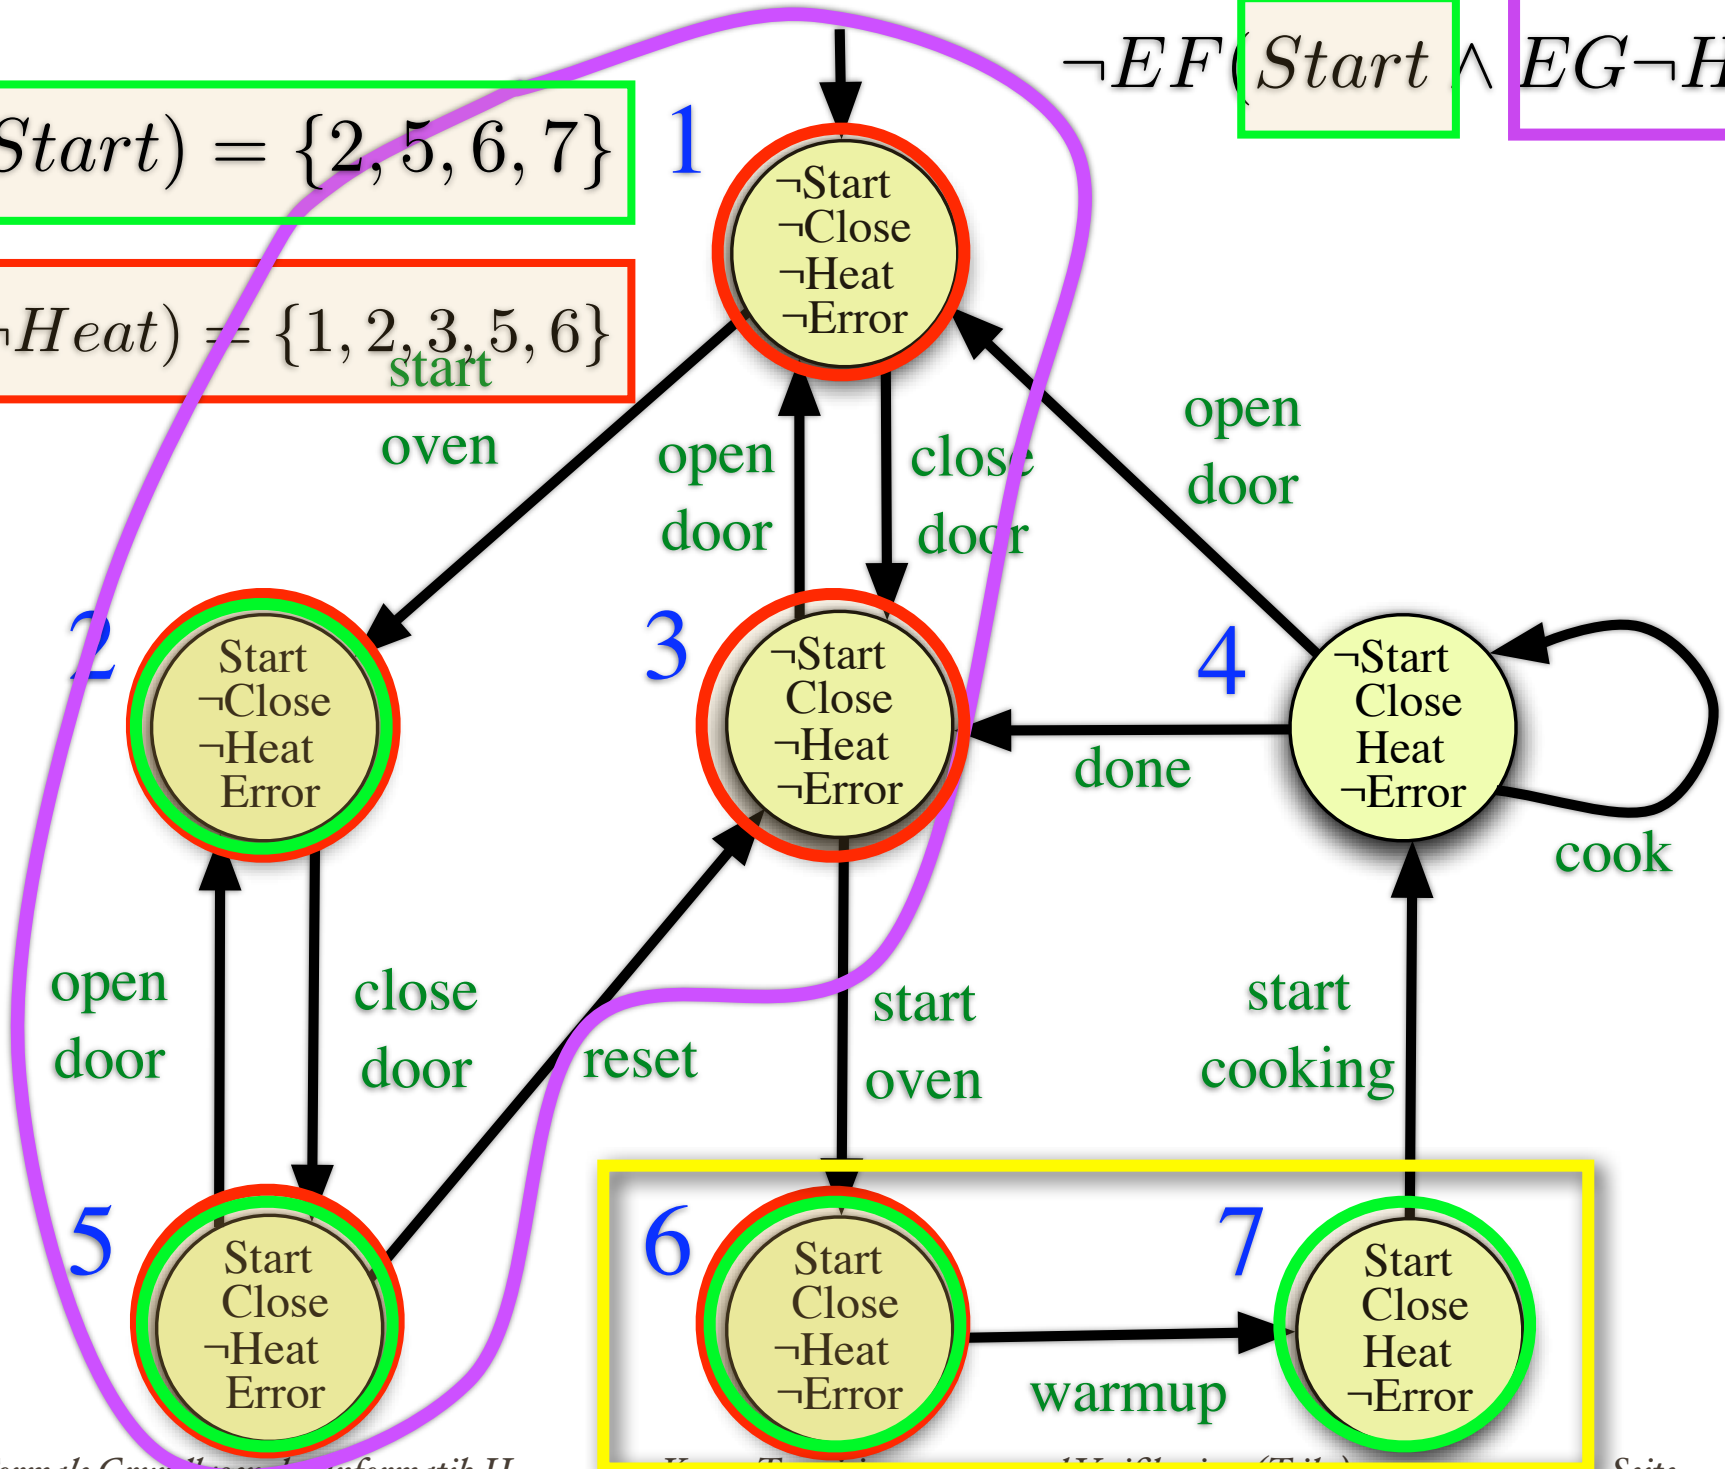 ¬EF(Start ∧ EG¬H
Start) = {2, 5, 6, 7}
1
¬Start
¬Close
¬Heat
¬Error
¬Heat) = {1, 2, 3, 5, 6}
start
oven
open
door
close
door
open
door
2
Start
¬Close
¬Heat
Error
3
¬Start
Close
¬Heat
¬Error
4
¬Start
Close
Heat
¬Error
done
cook
open
door
close
door
reset
start
oven
start
cooking
5
Start
Close
¬Heat
Error
6
Start
Close
¬Heat
¬Error
7
Start
Close
Heat
¬Error
warmup